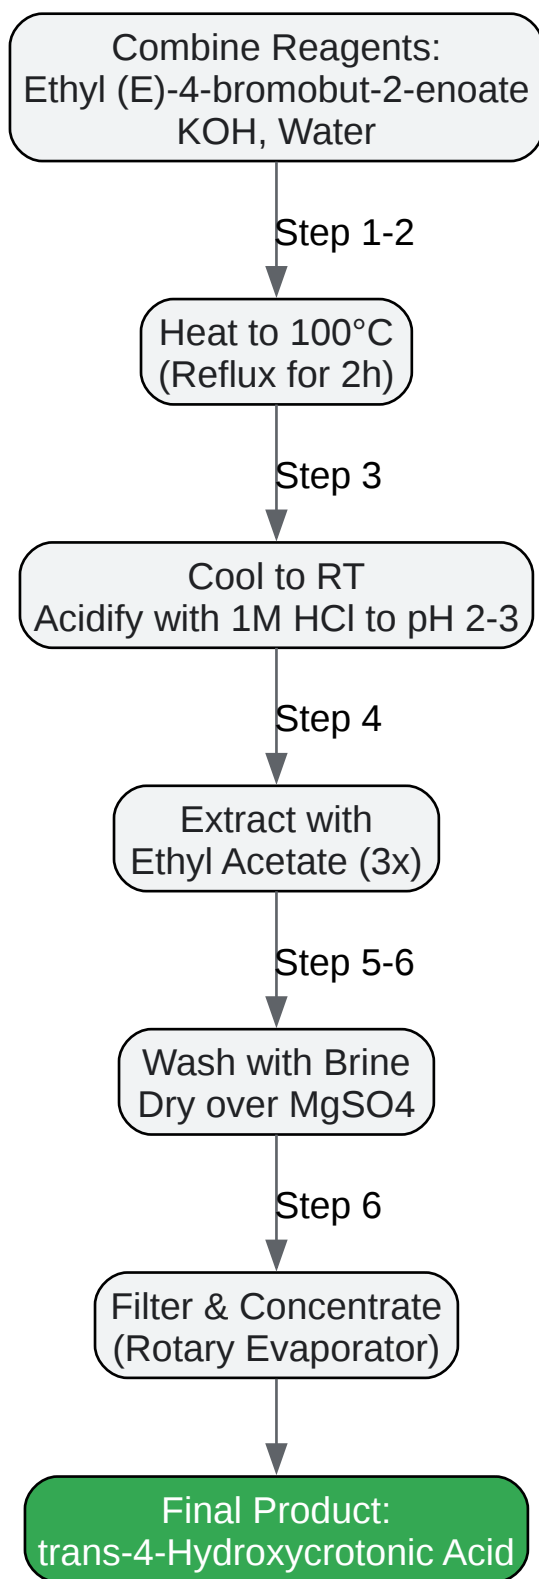 Combine Reagents:
Ethyl (E)-4-bromobut-2-enoate
KOH, Water
Step 1-2
Heat to 100°C
(Reflux for 2h)
Step 3
Cool to RT
Acidify with 1M HCl to pH 2-3
Step 4
Extract with
Ethyl Acetate (3x)
Step 5-6
Wash with Brine
Dry over MgSO4
Step 6
Filter & Concentrate
(Rotary Evaporator)
Final Product:
trans-4-Hydroxycrotonic Acid